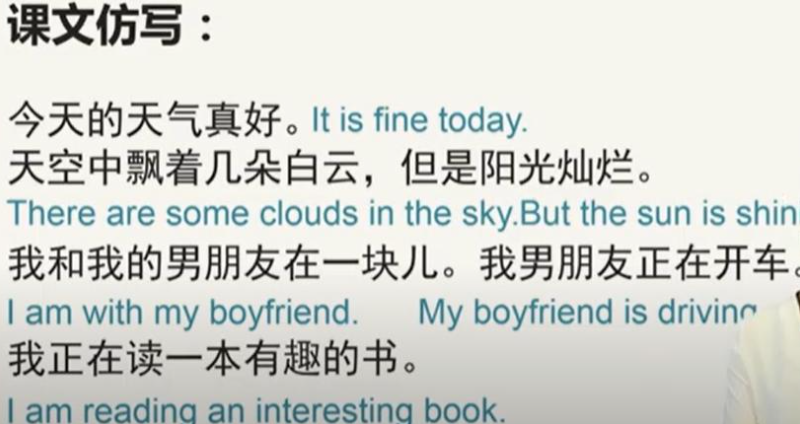 课文仿写：
今天的天气真好。It is fine today.
天空中飘着几朵白云，但是阳光灿烂。
There are some clouds in the sky.But the sun is shin
我和我的男朋友在一块儿。我男朋友正在开车。
I am with my boyfriend. My boyfriend is driving
我正在读一本有趣的书。
I am reading an interesting book.